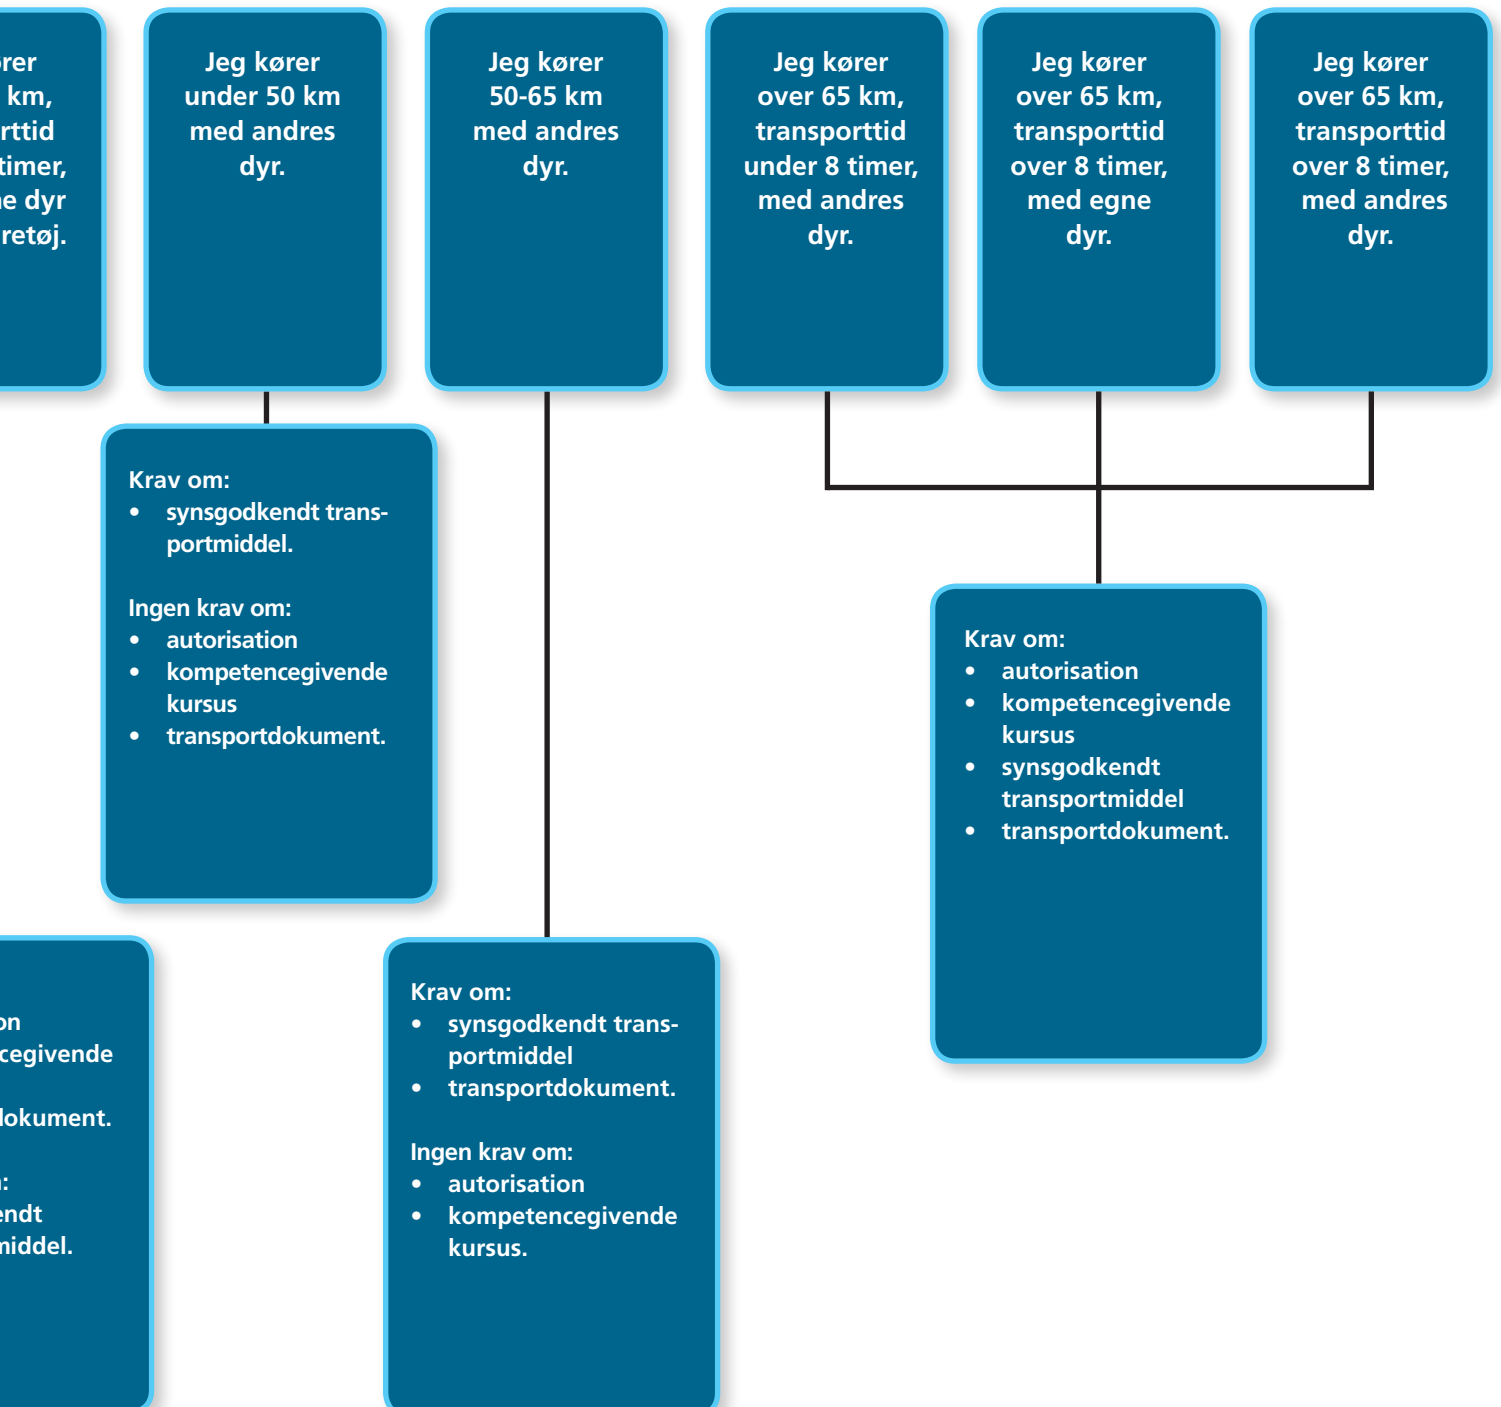 km,
timer,
dyr
Jeg kører
under 50 km
med andres
dyr.
Jeg kører
50-65 km
med andres
dyr.
Jeg kører
over 65 km,
transporttid
under 8 timer,
med andres
dyr.
Jeg kører
over 65 km,
transporttid
over 8 timer,
med egne
dyr.
Jeg kører
over 65 km,
transporttid
over 8 timer,
med andres
dyr.
Krav om:
• synsgodkendt trans-
portmiddel.
Ingen krav om:
• autorisation
• kompetencegivende
kursus
• transportdokument.
Krav om:
• autorisation
• kompetencegivende
kursus
• synsgodkendt
transportmiddel
• transportdokument.
Krav om:
• synsgodkendt trans-
portmiddel
• transportdokument.
Ingen krav om:
• autorisation
• kompetencegivende
kursus.